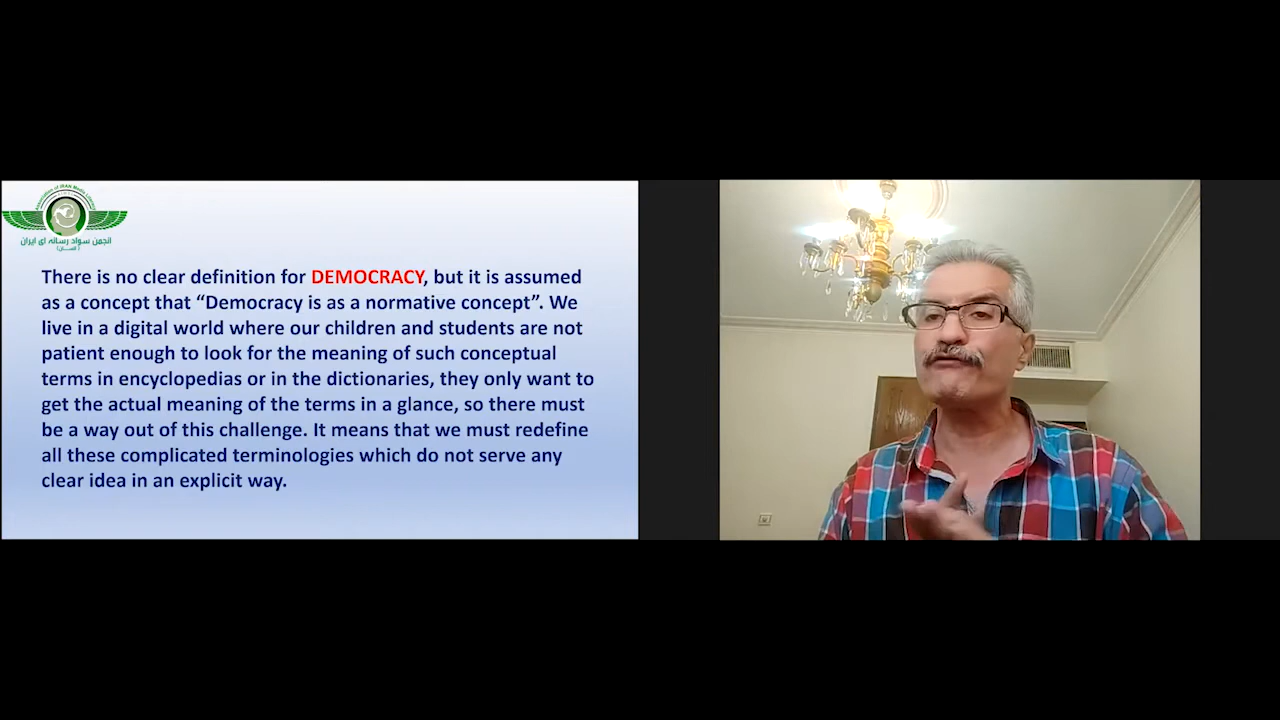 Association of IRAN Media Literacy
انجمن سواد رسانه ای ایران
There is no clear definition for DEMOCRACY, but it is assumed
as a concept that “Democracy is as a normative concept”. We
live in a digital world where our children and students are not
patient enough to look for the meaning of such conceptual
terms in encyclopedias or in the dictionaries, they only want to
get the actual meaning of the terms in a glance, so there must
be a way out of this challenge. It means that we must redefine
all these complicated terminologies which do not serve any
clear idea in an explicit way.